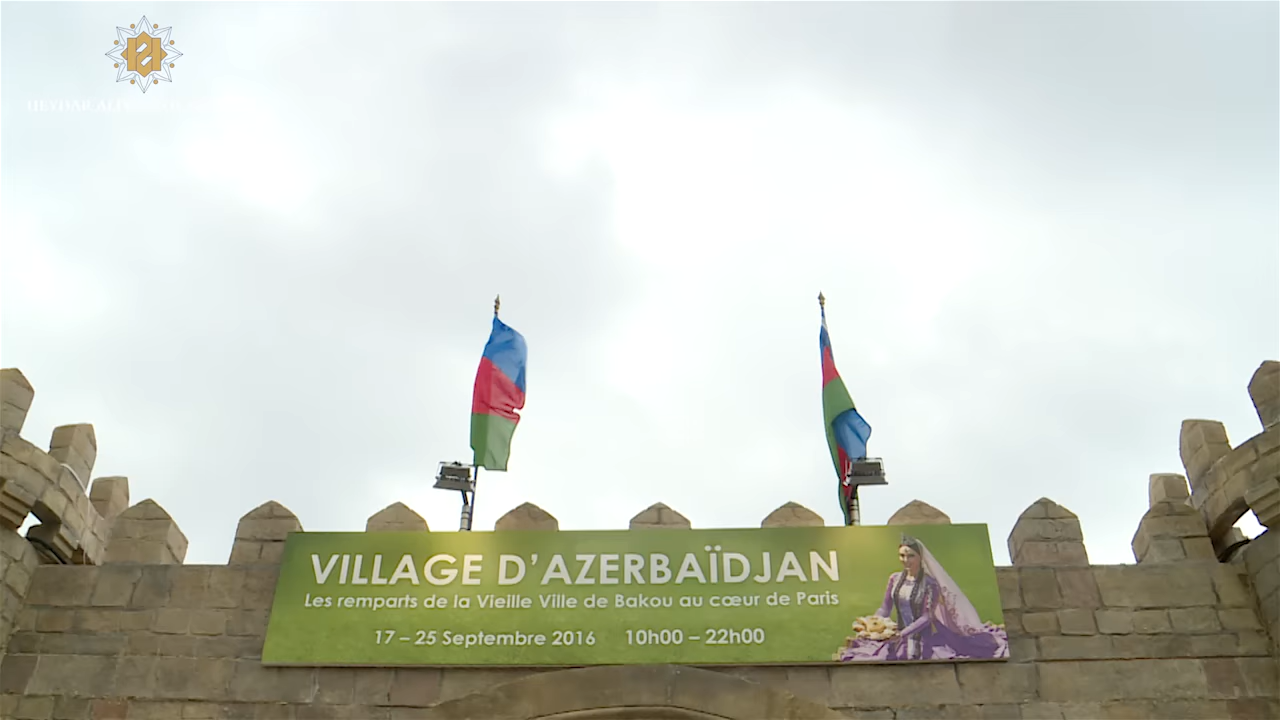 VILLAGE D'AZERBAÏDJAN
Les remparts de la Vieille Ville de Bakou au cœur de Paris
17 – 25 Septembre 2016 10h00 – 22h00